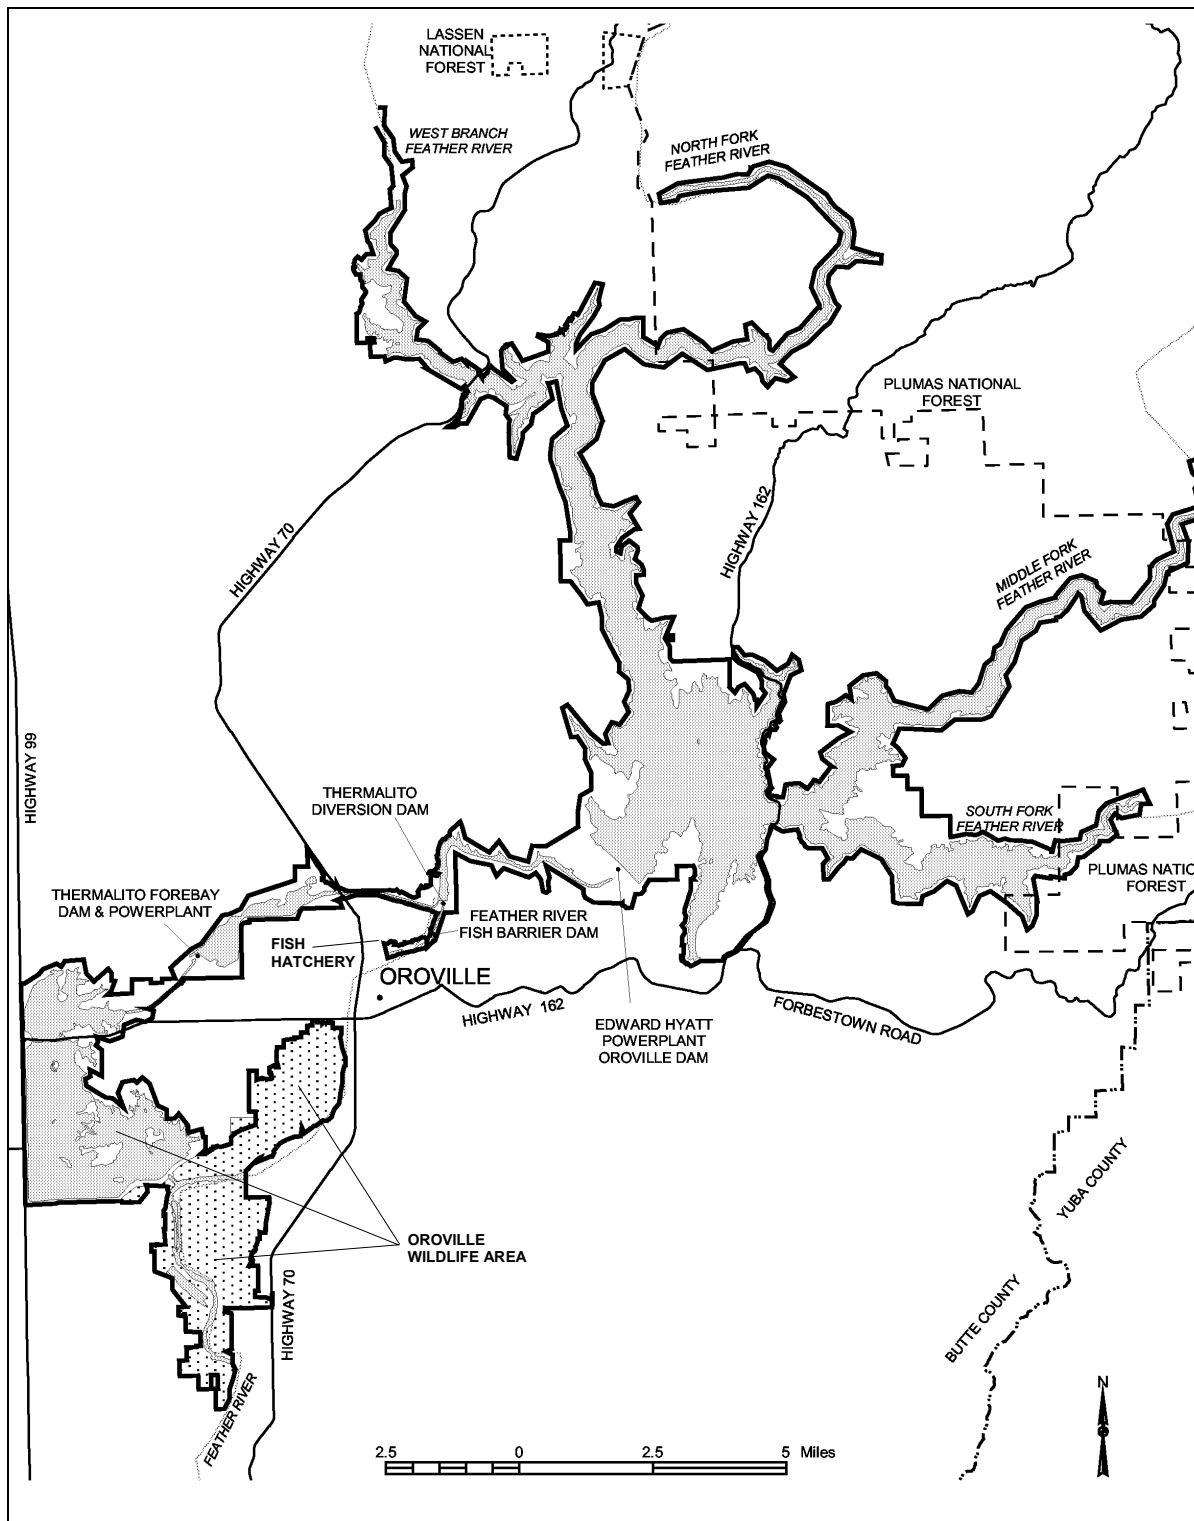 LASSEN
NATIONAL
FOREST
WEST BRANCH
FEATHER RIVER
NORTH FORK
FEATHER RIVER
PLUMAS NATIONAL
FOREST
HIGHWAY 70
HIGHWAY 162
MIDDLE FORK
FEATHER RIVER
HIGHWAY 99
THERMALITO
DIVERSION DAM
SOUTH FORK
FEATHER RIVER
PLUMAS NATIO
FOREST
THERMALITO FOREBAY
DAM & POWERPLANT
FEATHER RIVER
FISH BARRIER DAM
FISH
HATCHERY
OROVILLE
HIGHWAY 162
FORBESTOWN ROAD
EDWARD HYATT
POWERPLANT
OROVILLE DAM
YUBA COUNTY
OROVILLE
WILDLIFE AREA
HIGHWAY 70
BUTTE COUNTY
FEATHER RIVER
N
2.5 0 2.5 5 Miles